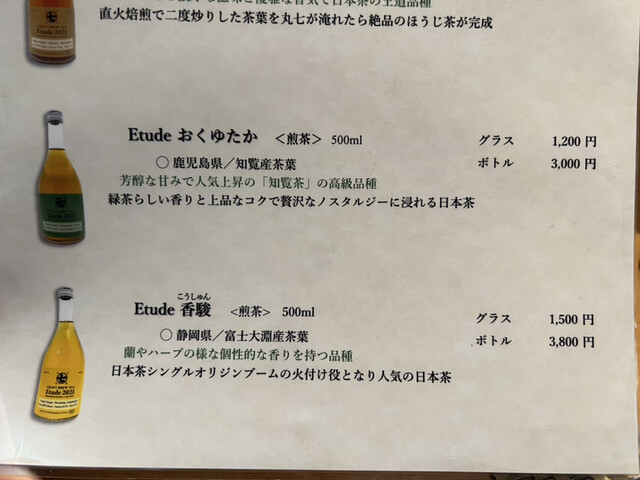 直火焙煎で二度炒りした茶葉を丸七が淹れたら絶品のほうじ茶が完成
Etude 2021
Etude おくゆたか ＜煎茶＞ 500ml グラス 1,200 円
〇 鹿児島県／知覧産茶葉 ボトル 3,000 円
芳醇な甘みで人気上昇の「知覧茶」の高級品種
緑茶らしい香りと上品なコクで贅沢なノスタルジーに浸れる日本茶
Etude 2021
こうしゅん
Etude 香駿 <煎茶> 500ml グラス 1,500 円
〇 静岡県／富士大淵産茶葉 ボトル 3,800 円
蘭やハーブの様な個性的な香りを持つ品種
日本茶シングルオリジンブームの火付け役となり人気の日本茶
CRAFT BREW TEA
Etude 2021